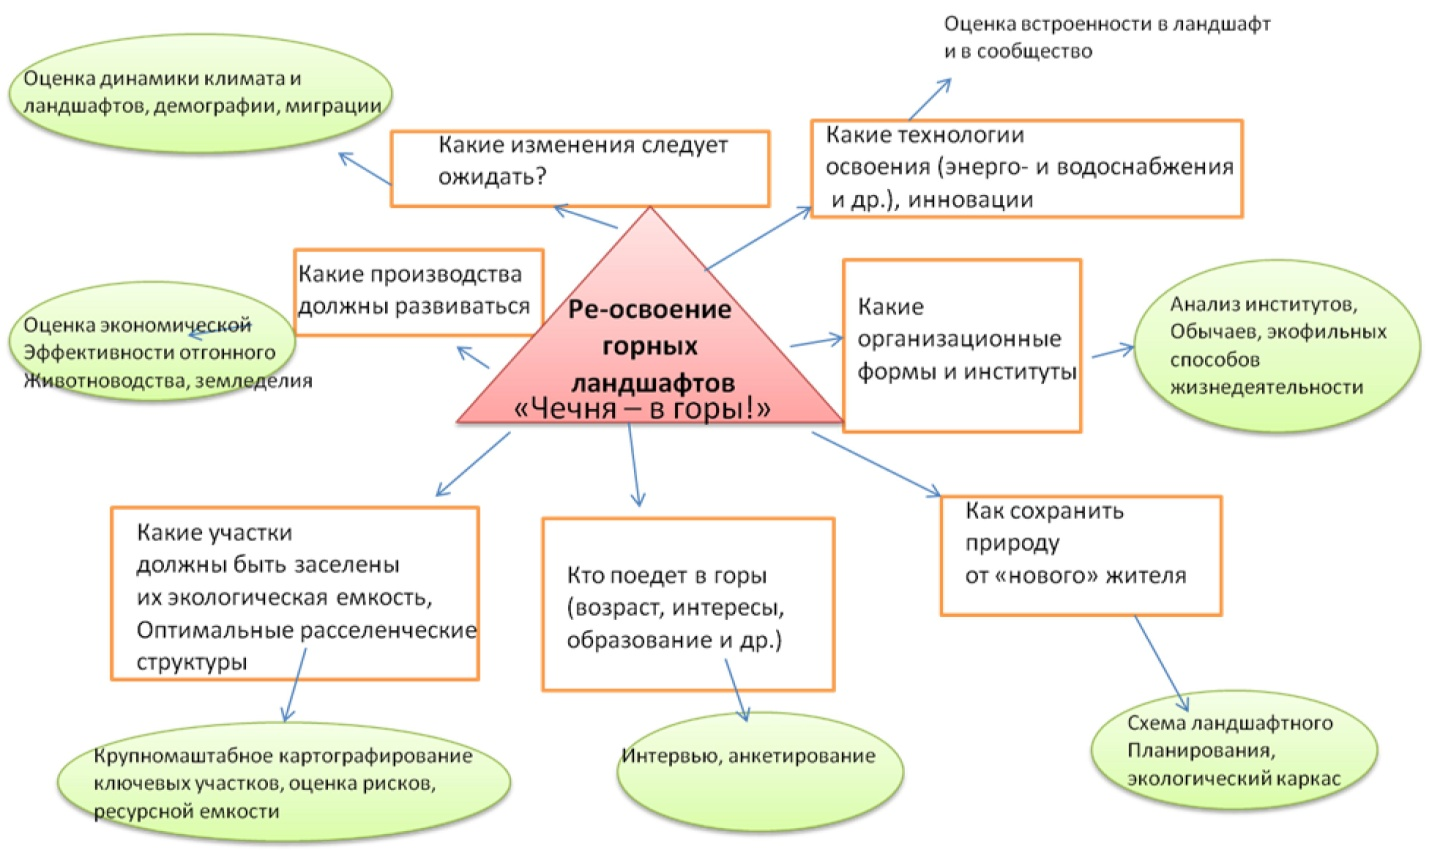 Оценка встроенности в ландшафт
и в сообщество
Оценка динамики климата и
ландшафтов, демографии, миграции
Какие изменения следует
ожидать?
Какие технологии
освоения (энерго- и водоснабжения
и др.), инновации
Какие производства
должны развиваться
Оценка экономической
Эффективности отгонного
Животноводства, земледелия
Ре-освоение
горных
ландшафтов
«Чечня – в горы!»
Какие
организационные
формы и институты
Анализ институтов,
Обычаев, экофильных
способов
жизнедеятельности
Какие участки
должны быть заселены
их экологическая емкость,
Оптимальные расселенческие
структуры
Кто поедет в горы
(возраст, интересы,
образование и др.)
Как сохранить
природу
от «нового» жителя
Крупномаштабное картографирование
ключевых участков, оценка рисков,
ресурсной емкости
Интервью, анкетирование
Схема ландшафтного
Планирования,
экологический каркас